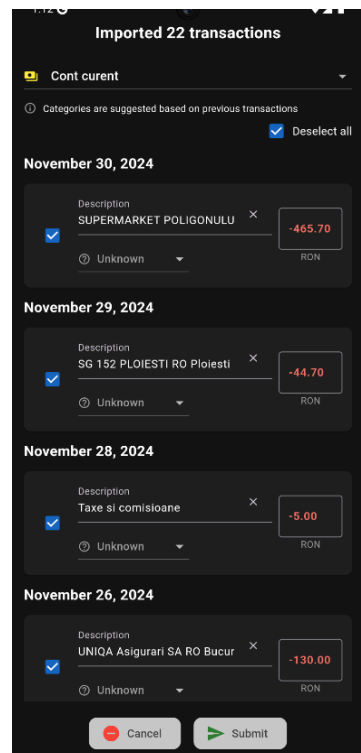 Imported 22 transactions
Cont curent
Categories are suggested based on previous transactions
Deselect all
November 30, 2024
Description
SUPERMARKET POLIGONULU
-465.70
RON
Unknown
November 29, 2024
Description
SG 152 PLOIESTI RO Ploiesti
-44.70
RON
Unknown
November 28, 2024
Description
Taxe si comisioane
-5.00
RON
Unknown
November 26, 2024
Description
UNIQA Asigurari SA RO Bucur
-130.00
RON
Unknown
Cancel
Submit